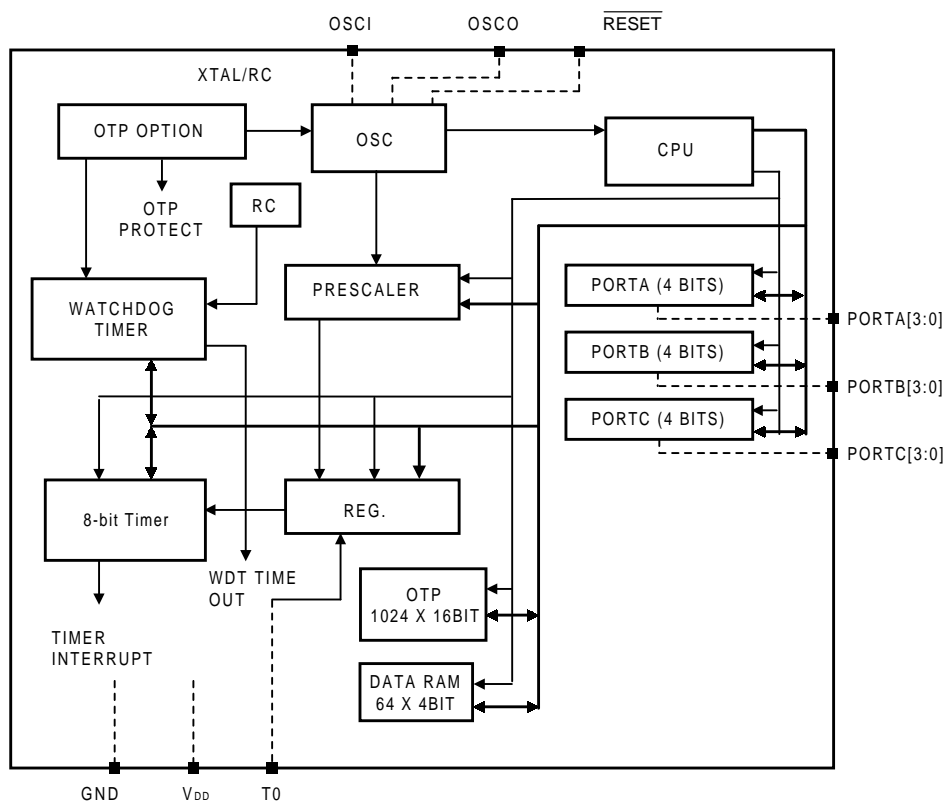 OSCI
OSCO
RESET
XTAL/RC
OTP OPTION
OSC
CPU
OTP
PROTECT
RC
WATCHDOG
TIMER
PRESCALER
PORTA (4 BITS)
PORTA[3:0]
PORTB (4 BITS)
PORTB[3:0]
PORTC (4 BITS)
PORTC[3:0]
8-bit Timer
REG.
WDT TIME
OUT
OTP
1024 X 16BIT
TIMER
INTERRUPT
DATA RAM
64 X 4BIT
GND
VDD
T0